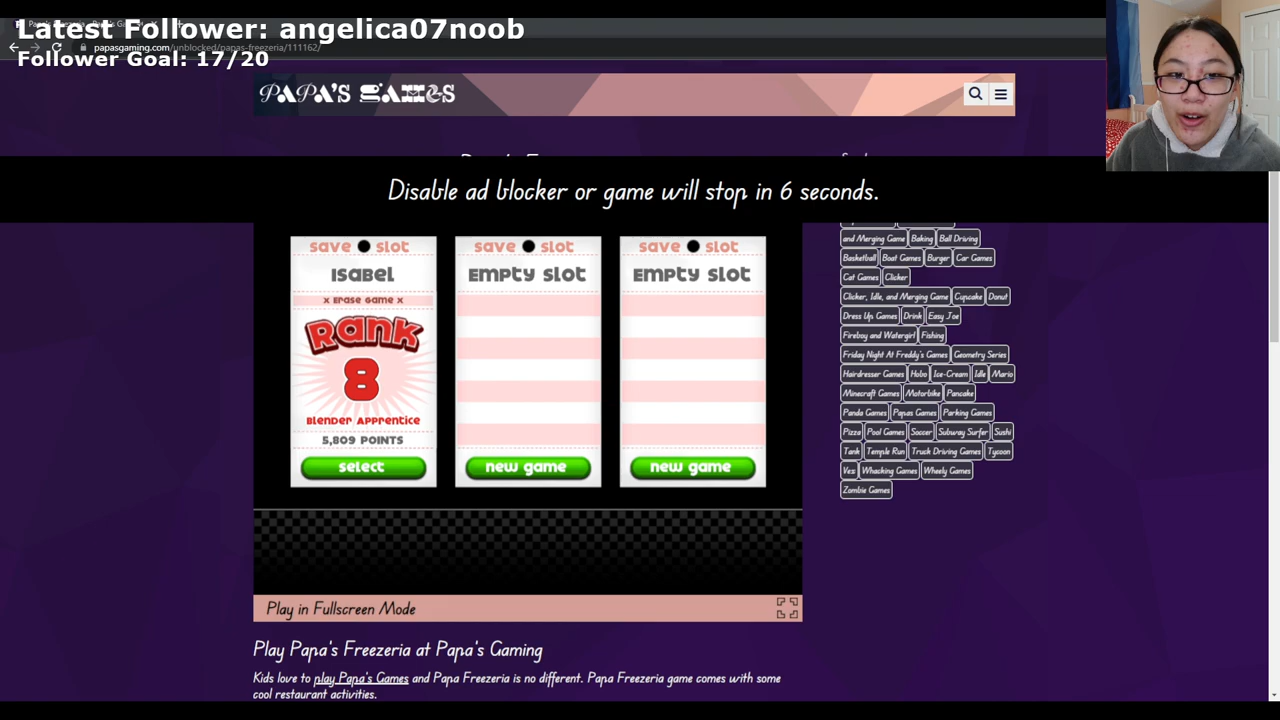 Latest Follower: angelica07noob
papasgaming.com/unblocked/papas-freezeria/111162/
Follower Goal: 17/20
PAPA'S GAMES
Disable ad blocker or game will stop in 6 seconds.
save slot
save slot
save slot
Isabel
Empty slot
Empty slot
x Erase Game x
Rank
8
Blender Apprentice
5,809 POINTS
select
new game
new game
and Merging Game Baking Ball Driving
Basketball Boat Games Burger Car Games
Cat Games Clicker
Clicker, Idle, and Merging Game Cupcake Donut
Dress Up Games Drink Easy Joe
Fireboy and Watergirl Fishing
Friday Night At Freddy's Games Geometry Series
Hairdresser Games Hobo Ice-Cream Idle Mario
Minecraft Games Motorbike Pancake
Panda Games Papas Games Parking Games
Pizza Pool Games Soccer Subway Surfer Sushi
Tank Temple Run Truck Driving Games Tycoon
Vex Whacking Games Wheely Games
Zombie Games
Play in Fullscreen Mode
Play Papa's Freezeria at Papa's Gaming
Kids love to play Papa's Games and Papa Freezeria is no different. Papa Freezeria game comes with some
cool restaurant activities.